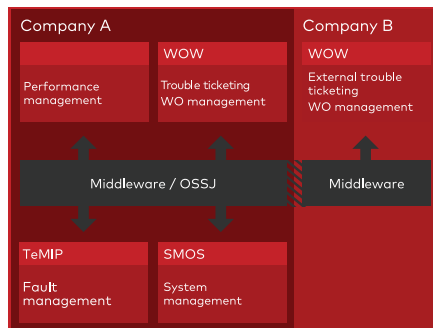 Company A
Performance
management
WOW
Trouble ticketing
WO management
Middleware / OSSJ
TeMIP
Fault
management
SMOS
System
management
Company B
WOW
External trouble
ticketing
WO management
Middleware